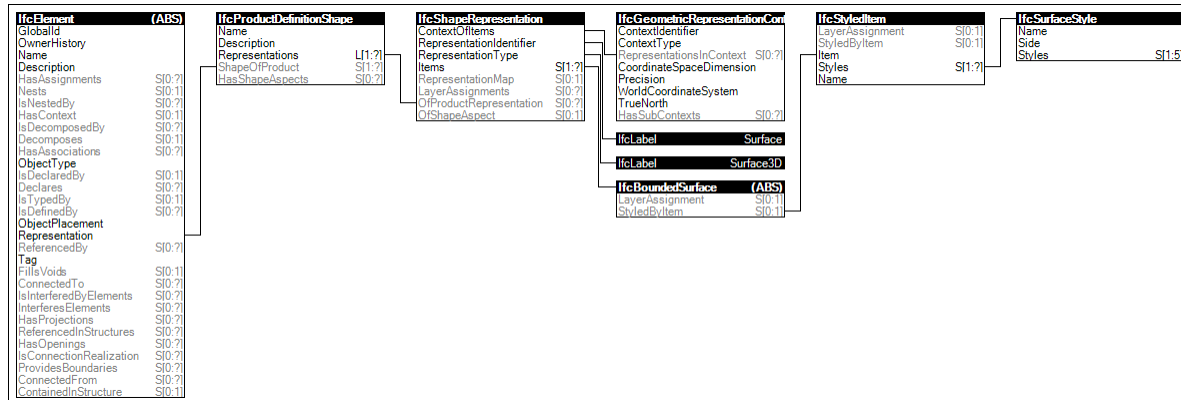 IfcElement (ABS)
GlobalId
OwnerHistory
Name
Description
HasAssignments S[0:?]
Nests S[0:1]
IsNestedBy S[0:?]
HasContext S[0:1]
IsDecomposedBy S[0:?]
Decomposes S[0:1]
HasAssociations S[0:?]
ObjectType
IsDeclaredBy S[0:1]
Declares S[0:?]
IsTypedBy S[0:1]
IsDefinedBy S[0:?]
ObjectPlacement
Representation
ReferencedBy S[0:?]
Tag
FillsVoids S[0:1]
ConnectedTo S[0:?]
IsInterferedByElements S[0:?]
InterferesElements S[0:?]
HasProjections S[0:?]
ReferencedInStructures S[0:?]
HasOpenings S[0:?]
IsConnectionRealization S[0:?]
ProvidesBoundaries S[0:?]
ConnectedFrom S[0:?]
ContainedInStructure S[0:1]
IfcProductDefinitionShape
Name
Description
Representations L[1:?]
ShapeOfProduct S[1:?]
HasShapeAspects S[0:?]
IfcShapeRepresentation
ContextOfItems
RepresentationIdentifier
RepresentationType
Items S[1:?]
RepresentationMap S[0:1]
LayerAssignments S[0:?]
OfProductRepresentation S[0:?]
OfShapeAspect S[0:1]
IfcGeometricRepresentationCont
ContextIdentifier
ContextType
RepresentationsInContext S[0:?]
CoordinateSpaceDimension
Precision
WorldCoordinateSystem
TrueNorth
HasSubContexts S[0:?]
IfcLabel Surface
IfcLabel Surface3D
IfcBoundedSurface (ABS)
LayerAssignment S[0:1]
StyledByItem S[0:1]
IfcStyledItem
LayerAssignment S[0:1]
StyledByItem S[0:1]
Item
Styles S[1:?]
Name
IfcSurfaceStyle
Name
Side
Styles S[1:5